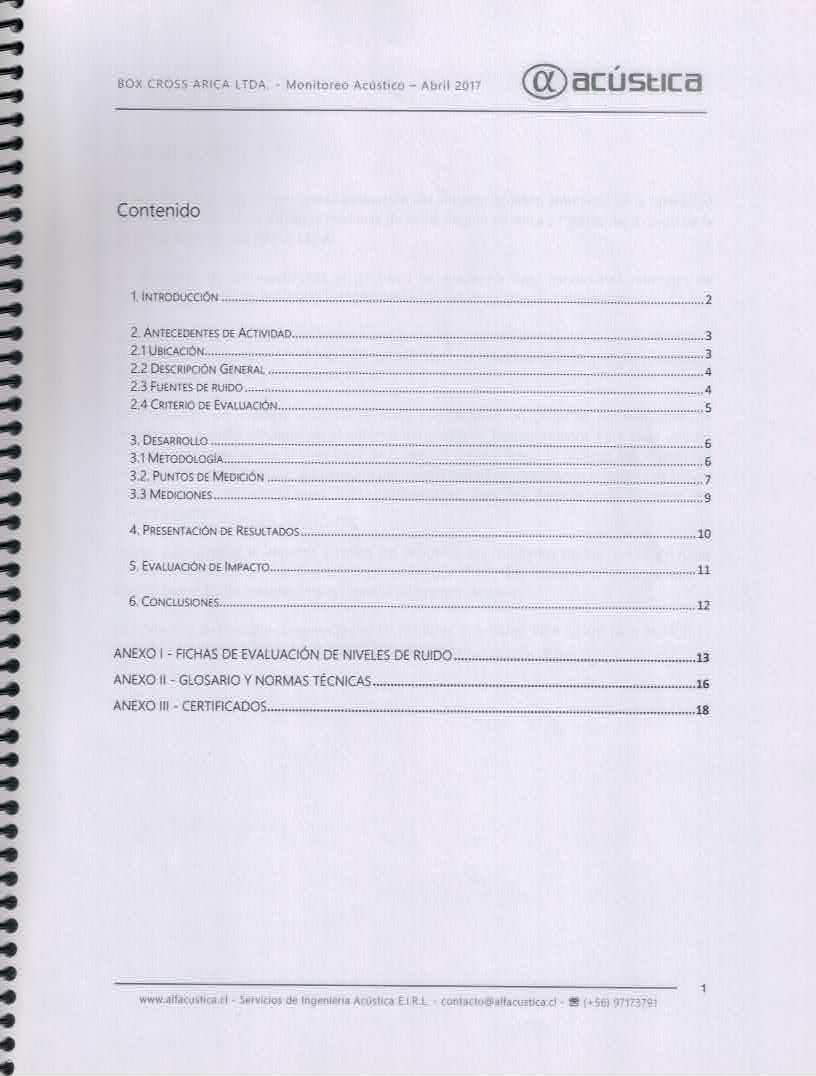 BOX CROSS ARICA LTDA. - Monitoreo Acústico – Abril 2017
α acústica
Contenido
1. INTRODUCCIÓN ........ 2
2. ANTECEDENTES DE ACTIVIDAD ........ 3
2.1 UBICACIÓN ........ 3
2.2 DESCRIPCIÓN GENERAL ........ 4
2.3 FUENTES DE RUIDO ........ 4
2.4 CRITERIO DE EVALUACIÓN ........ 5
3. DESARROLLO ........ 6
3.1 METODOLOGÍA ........ 6
3.2. PUNTOS DE MEDICIÓN ........ 7
3.3 MEDICIONES ........ 9
4. PRESENTACIÓN DE RESULTADOS ........ 10
5. EVALUACIÓN DE IMPACTO ........ 11
6. CONCLUSIONES ........ 12
ANEXO I - FICHAS DE EVALUACIÓN DE NIVELES DE RUIDO ........ 13
ANEXO II - GLOSARIO Y NORMAS TÉCNICAS ........ 16
ANEXO III - CERTIFICADOS ........ 18
1
www.alfacustica.cl - Servicios de Ingeniería Acústica E.I.R.L. - contacto@alfacustica.cl - ☎ (+56) 97173791